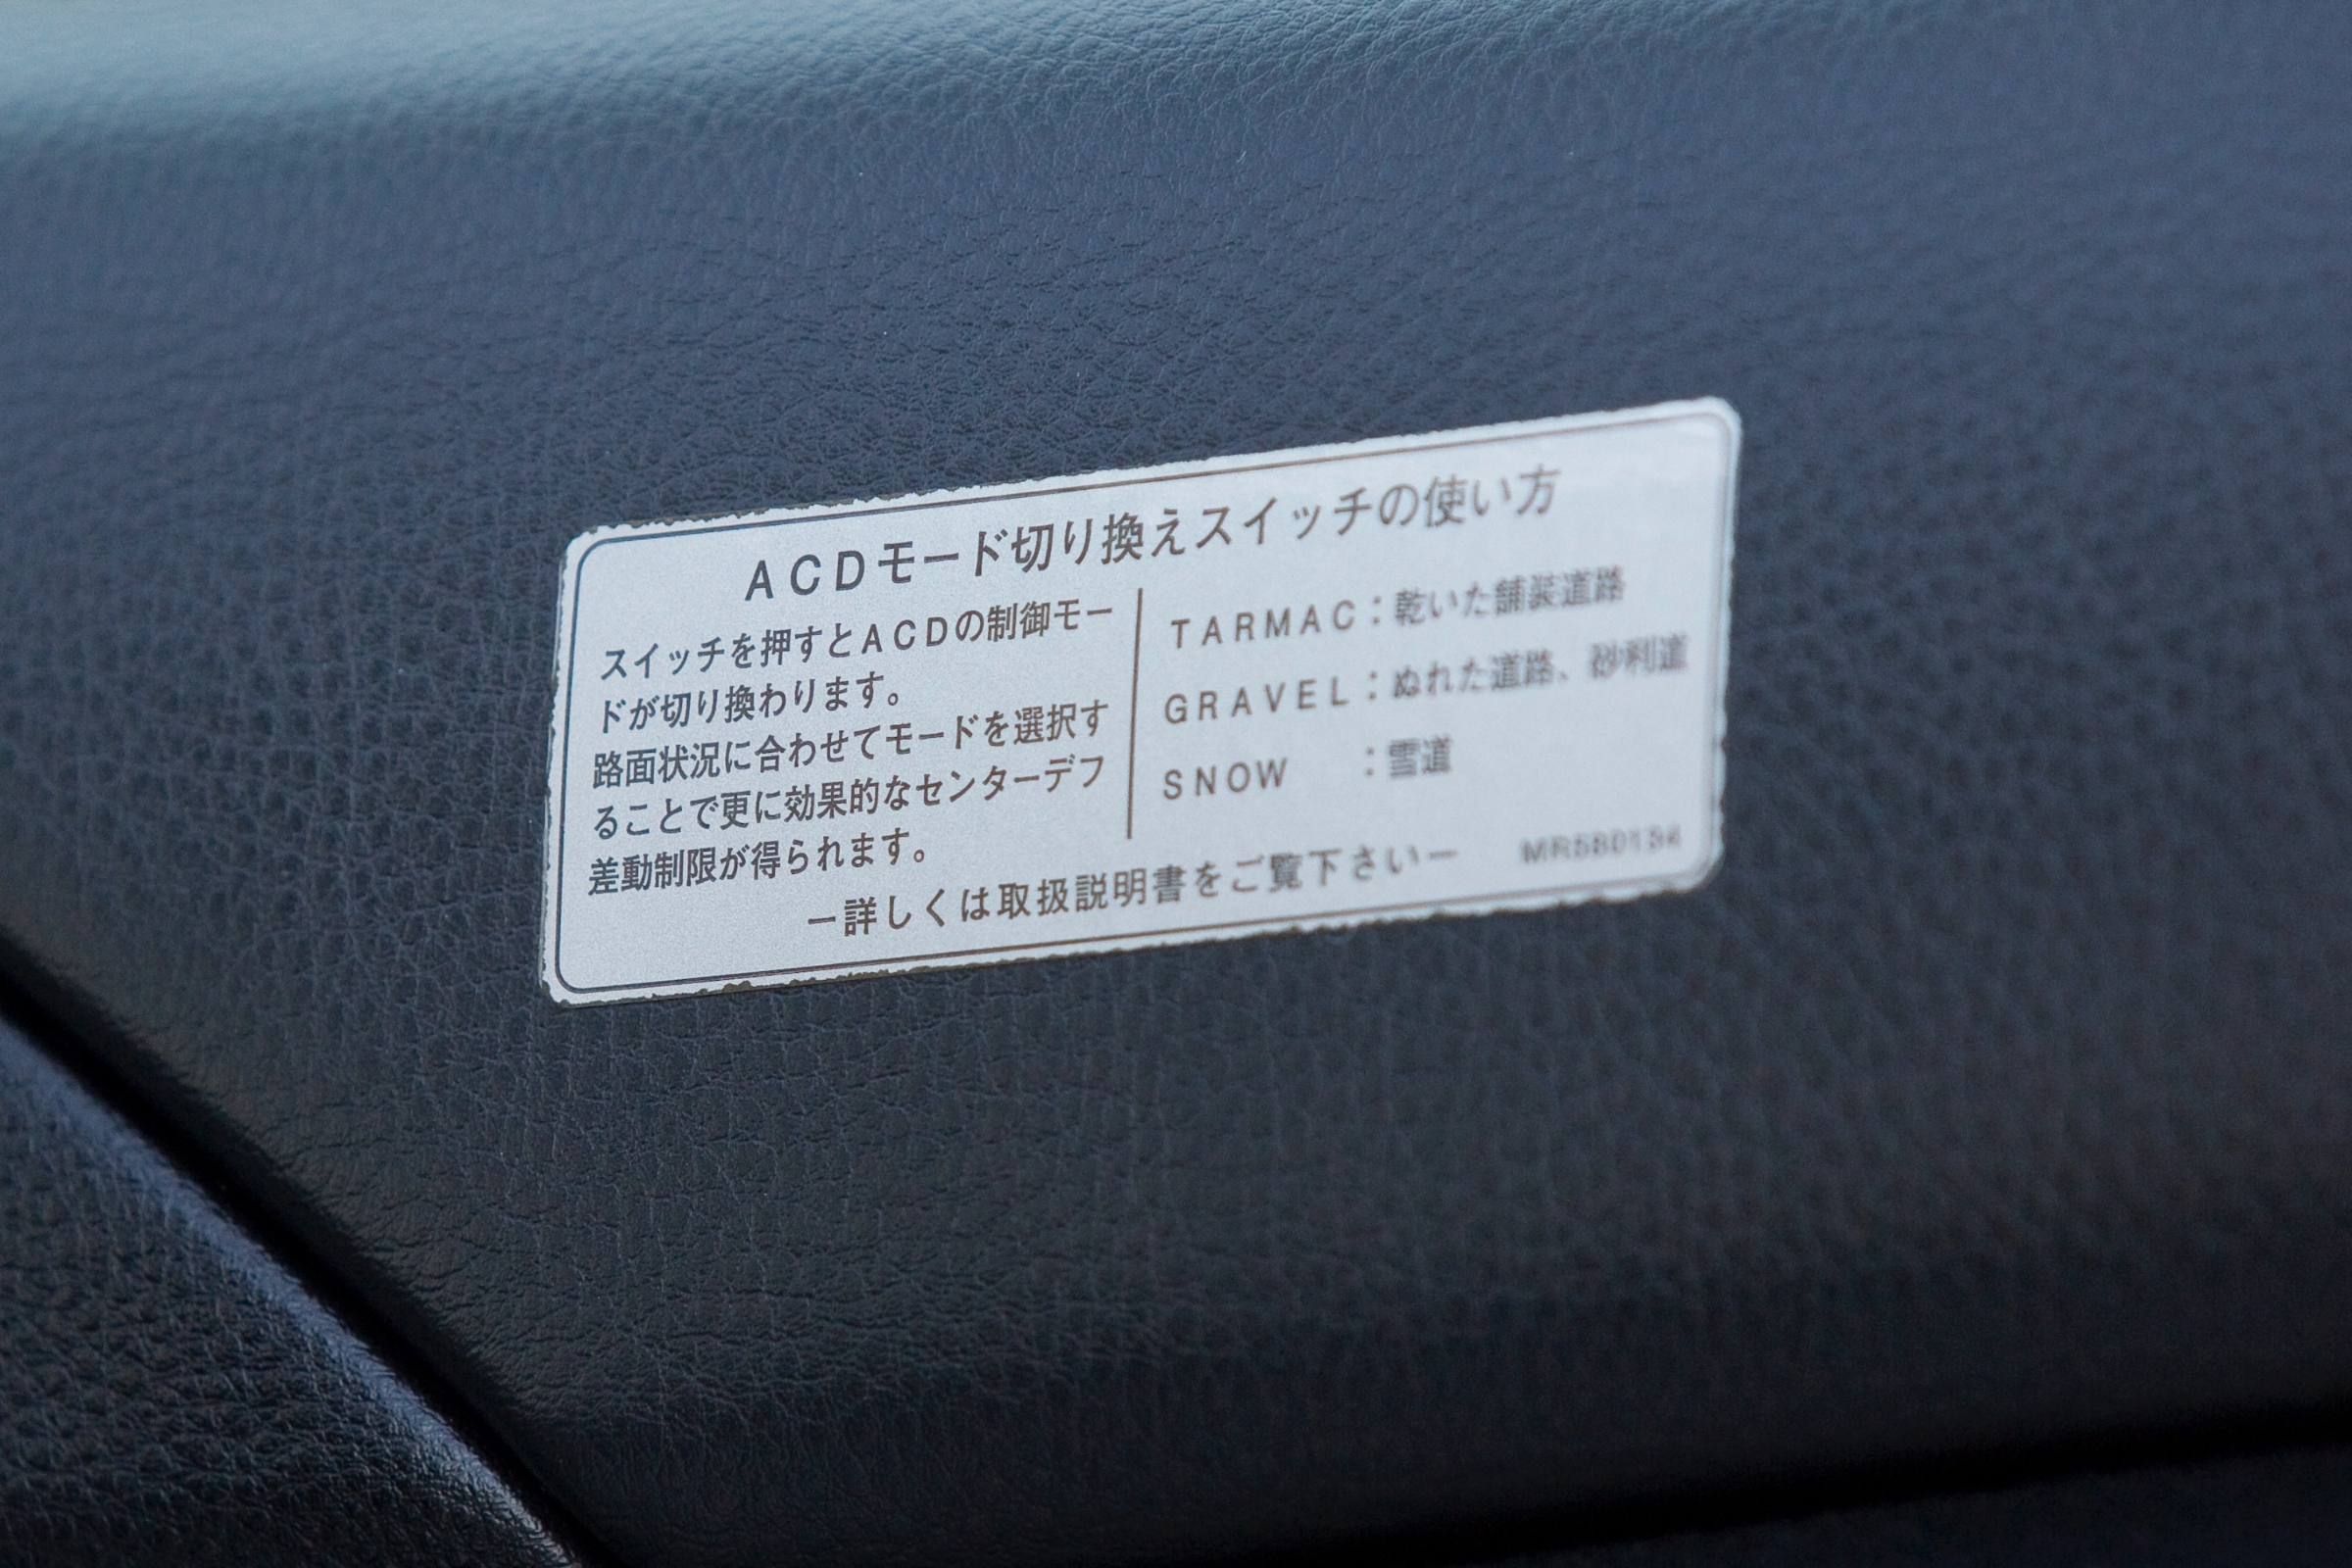 ACDモード切り換えスイッチの使い方
スイッチを押すとACDの制御モー
ドが切り換わります。
路面状況に合わせてモードを選択す
ることで更に効果的なセンターデフ
差動制限が得られます。
TARMAC：乾いた舗装道路
GRAVEL：ぬれた道路、砂利道
SNOW　：雪道
ー詳しくは取扱説明書をご覧下さいー
MR580134